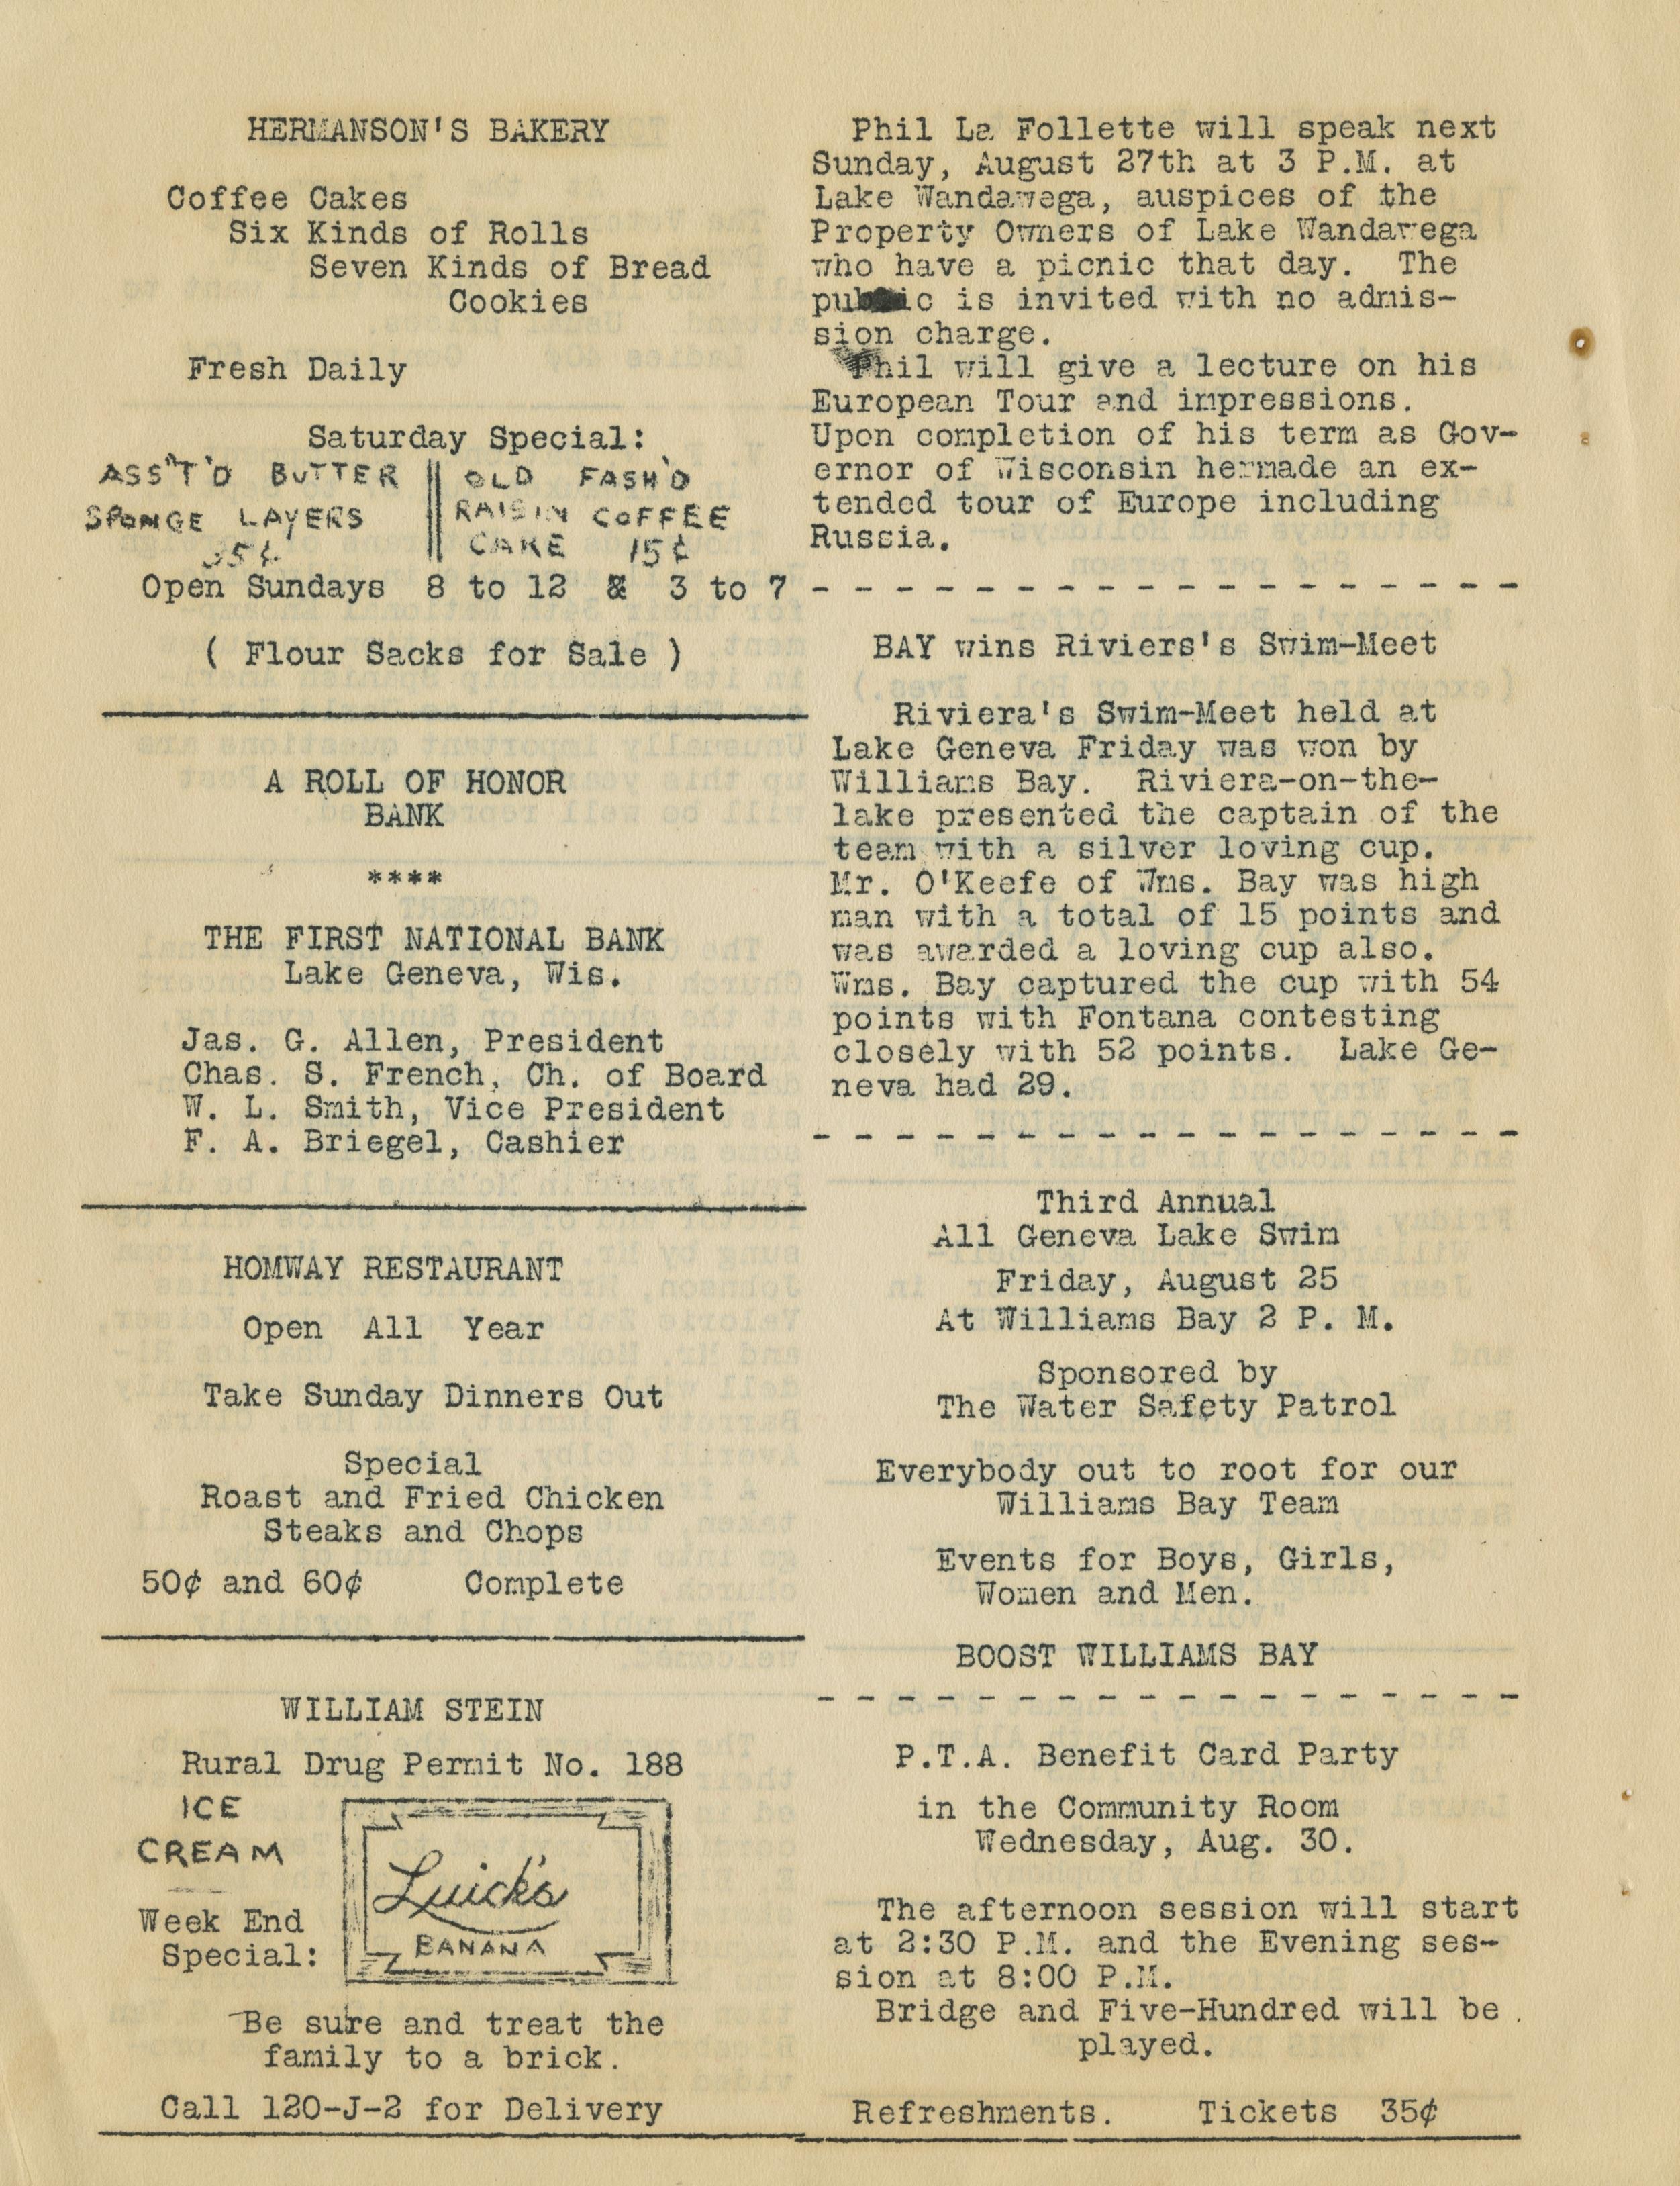 HERMANSON'S BAKERY
Coffee Cakes
Six Kinds of Rolls
Seven Kinds of Bread
Cookies
Fresh Daily
Saturday Special:
ASS'T'D BUTTER
SPONGE LAYERS
35¢
OLD FASH'D
RAISIN COFFEE
CAKE 15¢
Open Sundays 8 to 12 & 3 to 7
( Flour Sacks for Sale )
A ROLL OF HONOR
BANK
****
THE FIRST NATIONAL BANK
Lake Geneva, Wis.
Jas. G. Allen, President
Chas. S. French, Ch. of Board
W. L. Smith, Vice President
F. A. Briegel, Cashier
HOMWAY RESTAURANT
Open All Year
Take Sunday Dinners Out
Special
Roast and Fried Chicken
Steaks and Chops
50¢ and 60¢ Complete
WILLIAM STEIN
Rural Drug Permit No. 188
ICE
CREAM
Week End
Special:
Luick's
BANANA
Be sure and treat the
family to a brick.
Call 120-J-2 for Delivery
Phil La Follette will speak next
Sunday, August 27th at 3 P.M. at
Lake Wandawega, auspices of the
Property Owners of Lake Wandawega
who have a picnic that day. The
public is invited with no admis-
sion charge.
Phil will give a lecture on his
European Tour and impressions.
Upon completion of his term as Gov-
ernor of Wisconsin he made an ex-
tended tour of Europe including
Russia.
- - - - - - - - - - - - - - - - - -
BAY wins Riviers's Swim-Meet
Riviera's Swim-Meet held at
Lake Geneva Friday was won by
Williams Bay. Riviera-on-the-
lake presented the captain of the
team with a silver loving cup.
Mr. O'Keefe of Wms. Bay was high
man with a total of 15 points and
was awarded a loving cup also.
Wms. Bay captured the cup with 54
points with Fontana contesting
closely with 52 points. Lake Ge-
neva had 29.
- - - - - - - - - - - - - - - - - -
Third Annual
All Geneva Lake Swim
Friday, August 25
At Williams Bay 2 P. M.
Sponsored by
The Water Safety Patrol
Everybody out to root for our
Williams Bay Team
Events for Boys, Girls,
Women and Men.
BOOST WILLIAMS BAY
- - - - - - - - - - - - - - - - - -
P.T.A. Benefit Card Party
in the Community Room
Wednesday, Aug. 30.
The afternoon session will start
at 2:30 P.M. and the Evening ses-
sion at 8:00 P.M.
Bridge and Five-Hundred will be
played.
Refreshments. Tickets 35¢